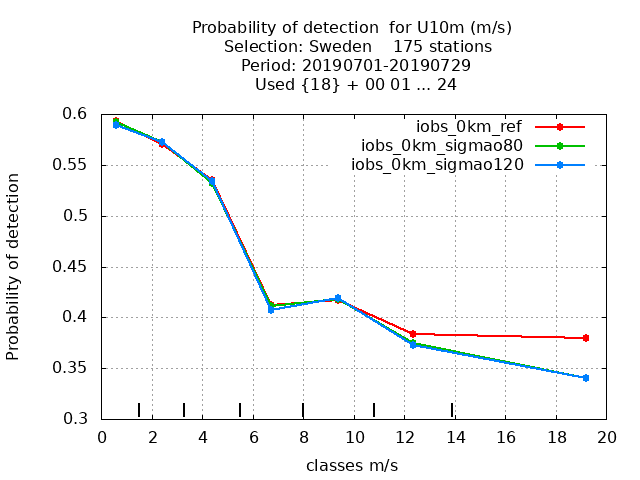 Probability of detection  for U10m (m/s)
Selection: Sweden    175 stations
Period: 20190701-20190729
Used {18} + 00 01 ... 24
iobs_0km_ref
iobs_0km_sigmao80
iobs_0km_sigmao120
Probability of detection
0.6
0.55
0.5
0.45
0.4
0.35
0.3
0 2 4 6 8 10 12 14 16 18 20
classes m/s